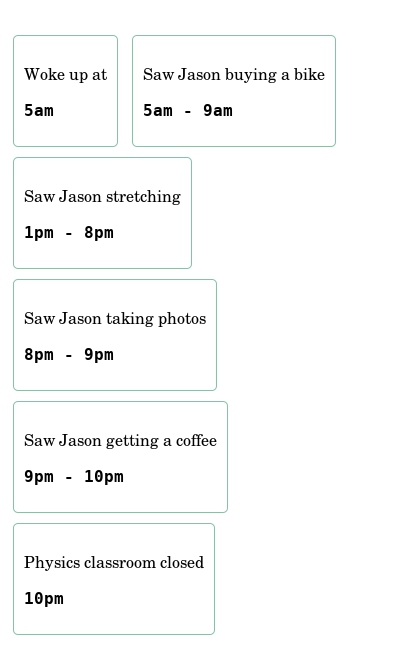 Woke up at
5am
Saw Jason buying a bike
5am - 9am
Saw Jason stretching
1pm - 8pm
Saw Jason taking photos
8pm - 9pm
Saw Jason getting a coffee
9pm - 10pm
Physics classroom closed
10pm